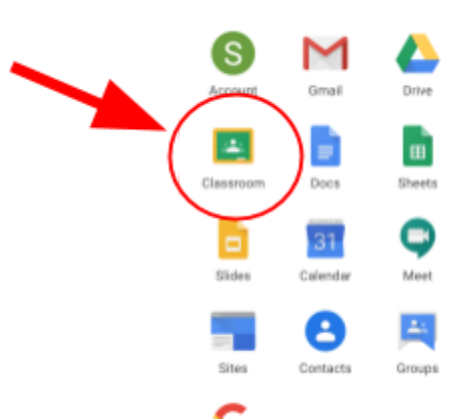 S
Account Gmail Drive
Classroom Docs Sheets
31
Slides Calendar Meet
Sites Contacts Groups